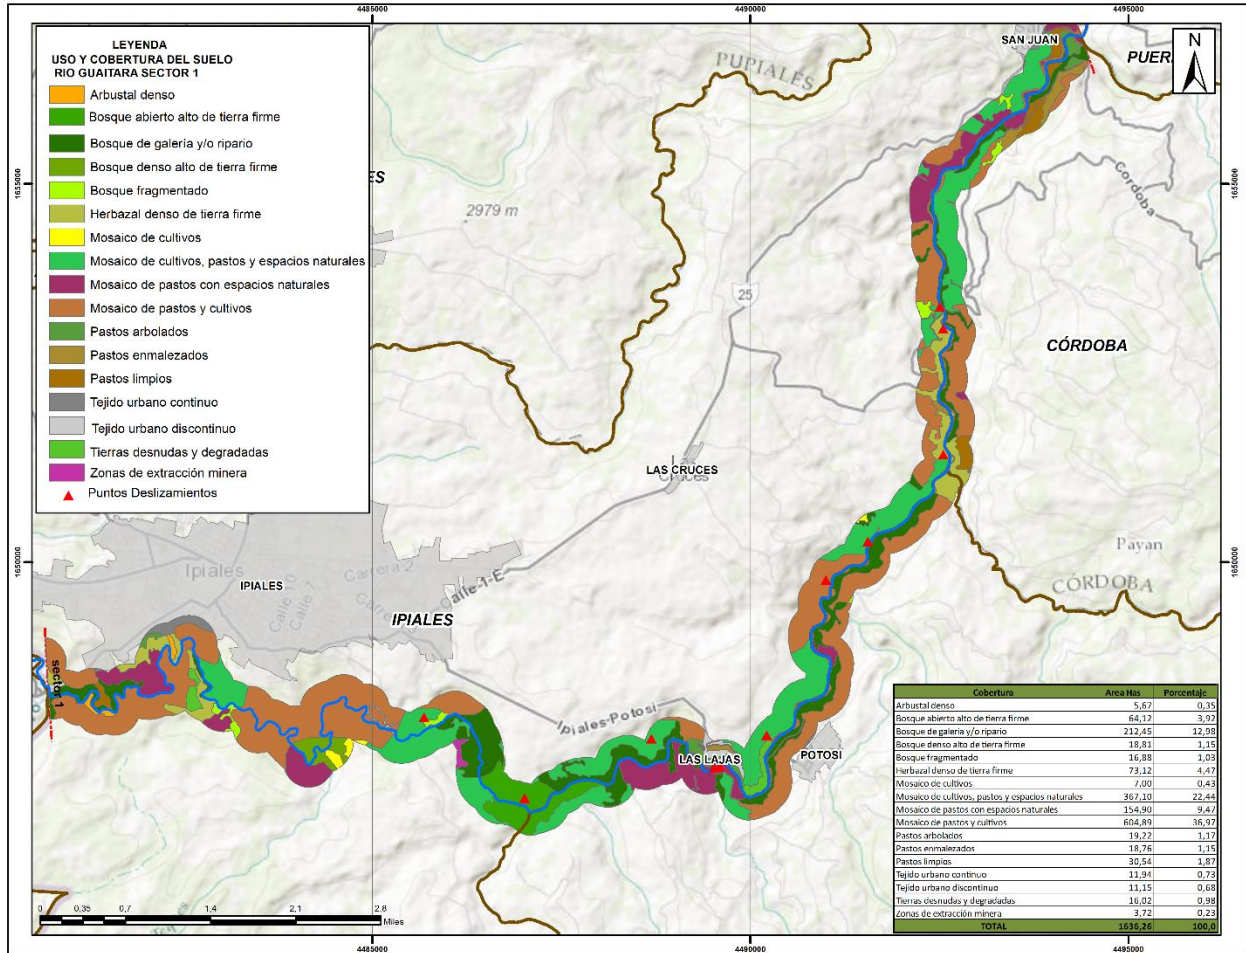 4485000
4490000
4495000
LEYENDA
USO Y COBERTURA DEL SUELO
RIO GUAITARA SECTOR 1
Arbustal denso
Bosque abierto alto de tierra firme
Bosque de galería y/o ripario
Bosque denso alto de tierra firme
Bosque fragmentado
Herbazal denso de tierra firme
Mosaico de cultivos
Mosaico de cultivos, pastos y espacios naturales
Mosaico de pastos con espacios naturales
Mosaico de pastos y cultivos
Pastos arbolados
Pastos enmalezados
Pastos limpios
Tejido urbano continuo
Tejido urbano discontinuo
Tierras desnudas y degradadas
Zonas de extracción minera
Puntos Deslizamientos
SAN JUAN
N
PUER
PUPIALES
ES
2979 m
1655000
1655000
Cordoba
25
CÓRDOBA
LAS CRUCES
Las
Cruces
Payan
CÓRDOBA
1650000
1650000
Ipiales
IPIALES
Carrera 2
Calle 17
Calle-1-E
IPIALES
sector 1
Ipiales-Potosí
LAS LAJAS
POTOSI
Cobertura Area Has Porcentaje
Arbustal denso 5,67 0,35
Bosque abierto alto de tierra firme 64,12 3,92
Bosque de galería y/o ripario 212,45 12,98
Bosque denso alto de tierra firme 18,81 1,15
Bosque fragmentado 16,88 1,03
Herbazal denso de tierra firme 73,12 4,47
Mosaico de cultivos 7,00 0,43
Mosaico de cultivos, pastos y espacios naturales 367,10 22,44
Mosaico de pastos con espacios naturales 154,90 9,47
Mosaico de pastos y cultivos 604,89 36,97
Pastos arbolados 19,22 1,17
Pastos enmalezados 18,76 1,15
Pastos limpios 30,54 1,87
Tejido urbano continuo 11,94 0,73
Tejido urbano discontinuo 11,15 0,68
Tierras desnudas y degradadas 16,02 0,98
Zonas de extracción minera 3,72 0,23
TOTAL 1636,26 100,0
0 0,35 0,7 1,4 2,1 2,8
Miles
4485000
4490000
4495000